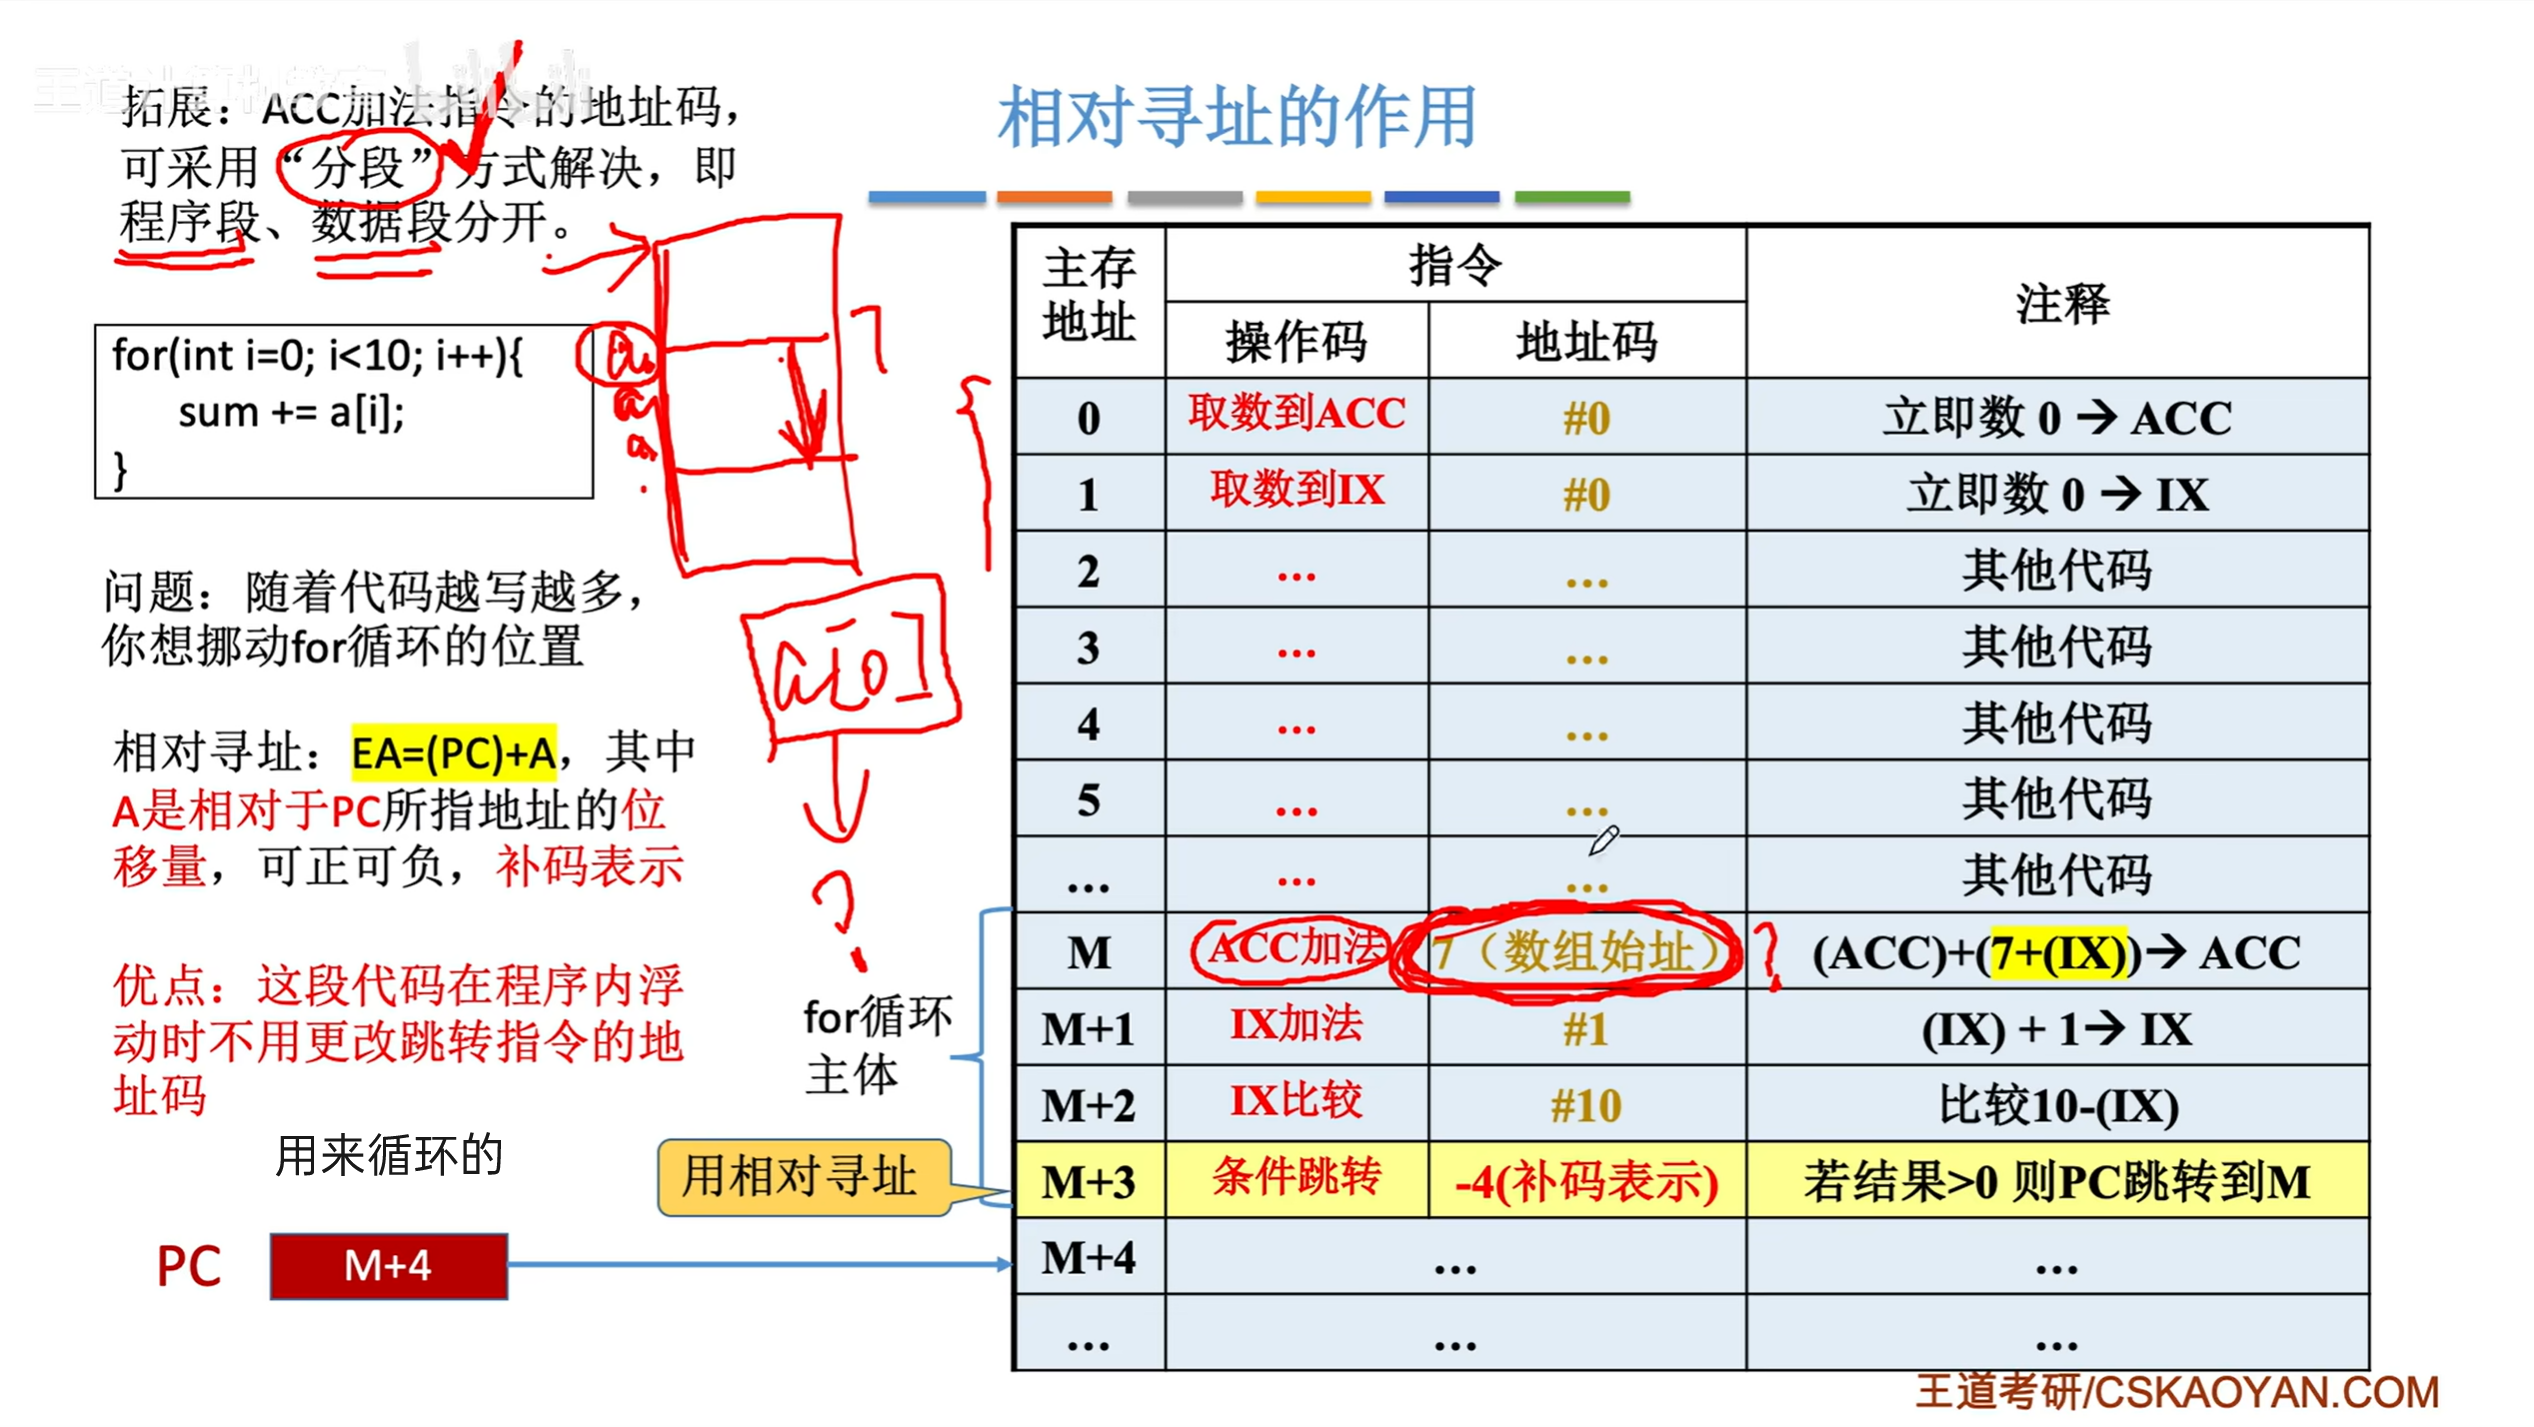 王道计算机教育
拓展：ACC加法指令的地址码，
可采用“分段”方式解决，即
程序段、数据段分开。
for(int i=0; i<10; i++){
sum += a[i];
}
问题：随着代码越写越多，
你想挪动for循环的位置
相对寻址：EA=(PC)+A，其中
A是相对于PC所指地址的位
移量，可正可负，补码表示
优点：这段代码在程序内浮
动时不用更改跳转指令的地
址码
用来循环的
PC M+4
a[0]
?
for循环
主体
用相对寻址
相对寻址的作用
主存地址 指令 注释
操作码 地址码
0 取数到ACC #0 立即数 0 → ACC
1 取数到IX #0 立即数 0 → IX
2 … … 其他代码
3 … … 其他代码
4 … … 其他代码
5 … … 其他代码
… … … 其他代码
M ACC加法 7（数组始址） ? (ACC)+(7+(IX))→ ACC
M+1 IX加法 #1 (IX) + 1→ IX
M+2 IX比较 #10 比较10-(IX)
M+3 条件跳转 -4(补码表示) 若结果>0 则PC跳转到M
M+4 … …
… … …
王道考研/CSKAOYAN.COM